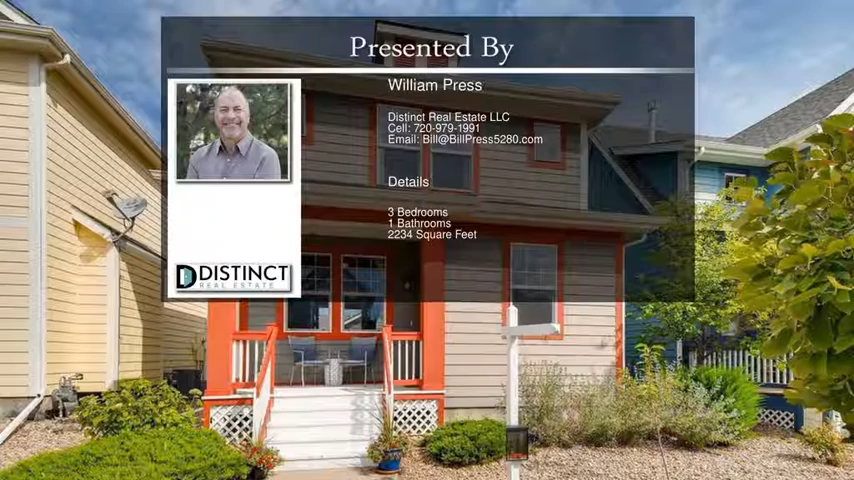 Presented By
William Press
Distinct Real Estate LLC
Cell: 720-979-1991
Email: Bill@BillPress5280.com
Details
3 Bedrooms
1 Bathrooms
2234 Square Feet
DISTINCT
REAL ESTATE